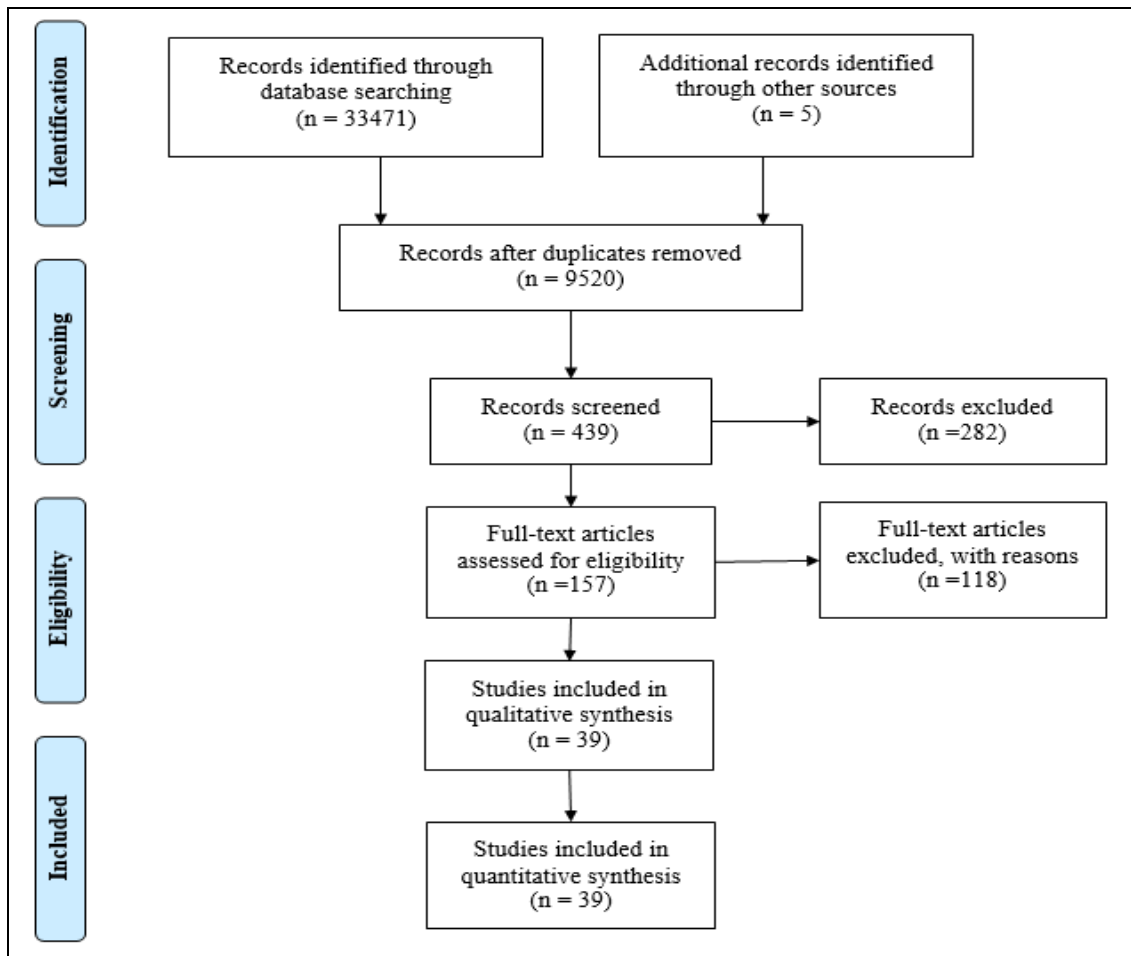 Identification
Records identified through
database searching
(n = 33471)
Additional records identified
through other sources
(n = 5)
Records after duplicates removed
(n = 9520)
Screening
Records screened
(n = 439)
Records excluded
(n =282)
Eligibility
Full-text articles
assessed for eligibility
(n =157)
Full-text articles
excluded, with reasons
(n =118)
Studies included in
qualitative synthesis
(n = 39)
Included
Studies included in
quantitative synthesis
(n = 39)